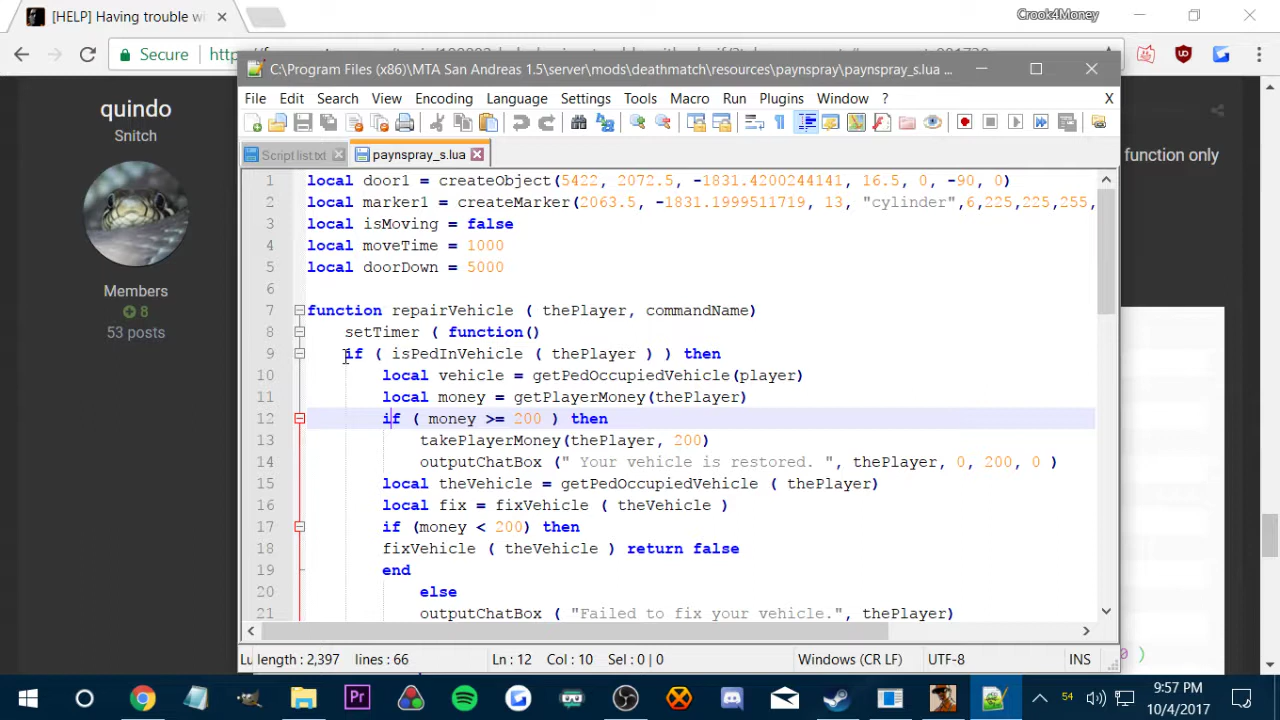 [HELP] Having trouble wi
Crook4Money
Secure
http
C:\Program Files (x86)\MTA San Andreas 1.5\server\mods\deathmatch\resources\paynspray\paynspray_s.lua ...
File Edit Search View Encoding Language Settings Tools Macro Run Plugins Window ? X
Script list.txt
paynspray_s.lua
quindo
Snitch
Members
8
53 posts
function only
1 local door1 = createObject(5422, 2072.5, -1831.4200244141, 16.5, 0, -90, 0)
2 local marker1 = createMarker(2063.5, -1831.1999511719, 13, "cylinder",6,225,225,255,
3 local isMoving = false
4 local moveTime = 1000
5 local doorDown = 5000
6
7 function repairVehicle ( thePlayer, commandName)
8 setTimer ( function()
9 if ( isPedInVehicle ( thePlayer ) ) then
10 local vehicle = getPedOccupiedVehicle(player)
11 local money = getPlayerMoney(thePlayer)
12 if ( money >= 200 ) then
13 takePlayerMoney(thePlayer, 200)
14 outputChatBox (" Your vehicle is restored. ", thePlayer, 0, 200, 0 )
15 local theVehicle = getPedOccupiedVehicle ( thePlayer)
16 local fix = fixVehicle ( theVehicle )
17 if (money < 200) then
18 fixVehicle ( theVehicle ) return false
19 end
20 else
21 outputChatBox ( "Failed to fix your vehicle.", thePlayer)
0 )
Lu length : 2,397 lines : 66 Ln : 12 Col : 10 Sel : 0 | 0 Windows (CR LF) UTF-8 INS
54
9:57 PM
10/4/2017